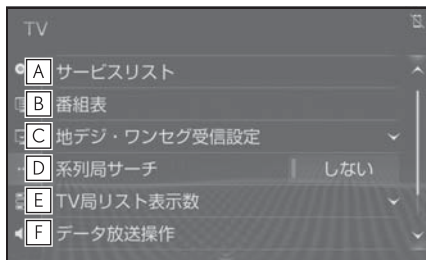 TV
A サービスリスト
B 番組表
C 地デジ・ワンセグ受信設定
D 系列局サーチ しない
E TV局リスト表示数
F データ放送操作